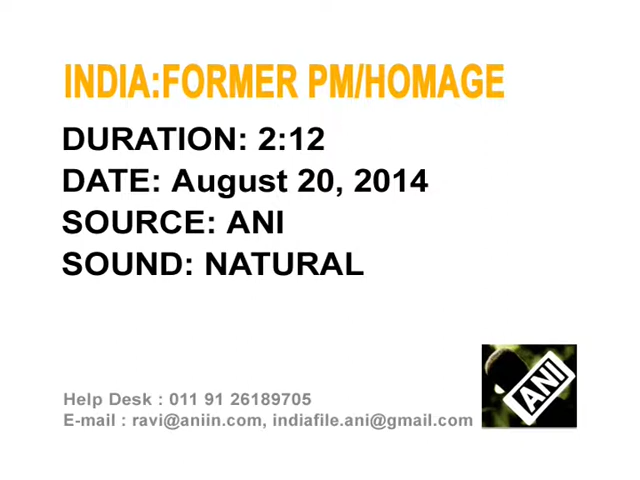 INDIA:FORMER PM/HOMAGE
DURATION: 2:12
DATE: August 20, 2014
SOURCE: ANI
SOUND: NATURAL
Help Desk : 011 91 26189705
E-mail : ravi@aniin.com, indiafile.ani@gmail.com
ANI